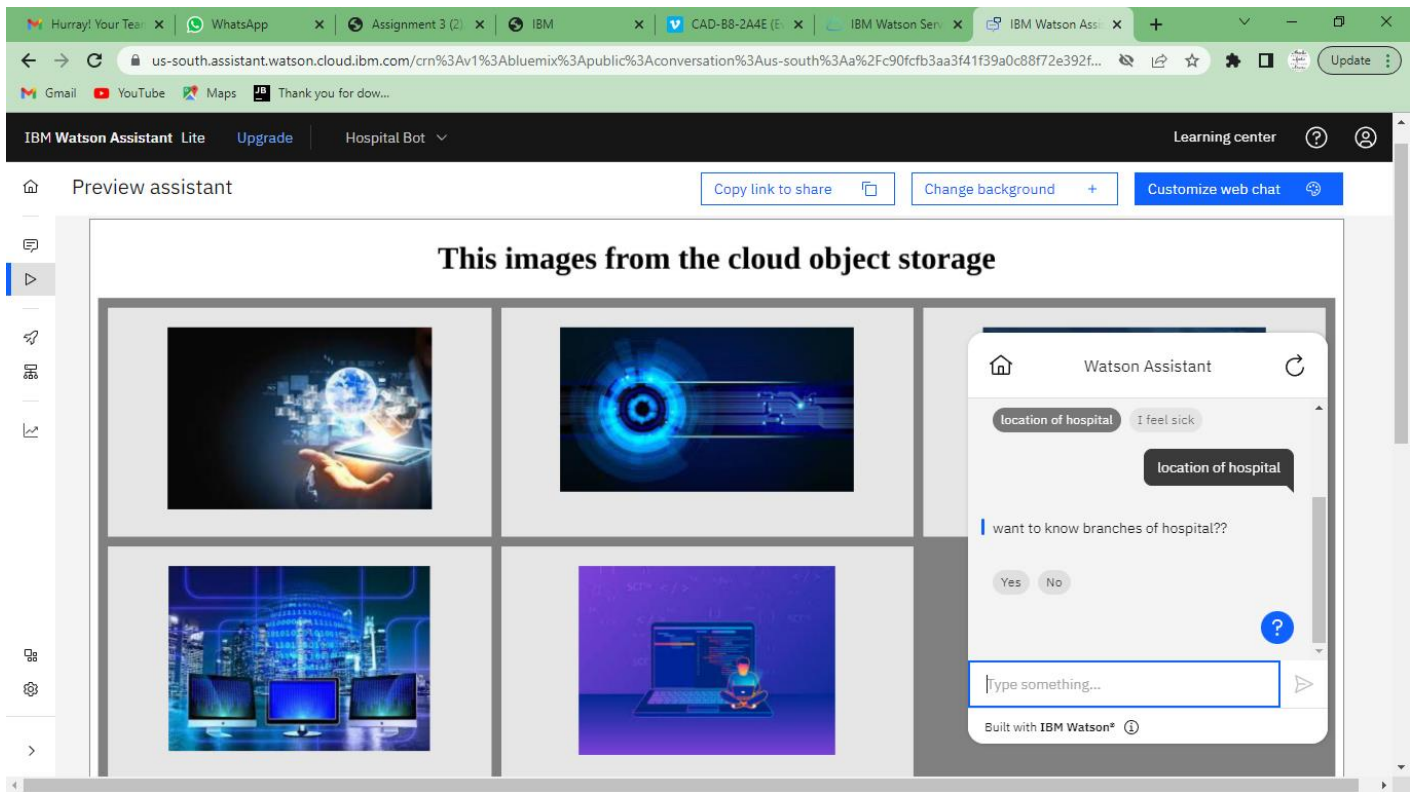 Hurray! Your Tear
WhatsApp
Assignment 3 (2)
IBM
CAD-B8-2A4E (E
IBM Watson Serv
IBM Watson Assi
us-south.assistant.watson.cloud.ibm.com/crn%3Av1%3Abluemix%3Apublic%3Aconversation%3Aus-south%3Aa%2Fc90fcfb3aa3f41f39a0c88f72e392f...
Update
Gmail
YouTube
Maps
Thank you for dow...
IBM Watson Assistant Lite
Upgrade
Hospital Bot
Learning center
Preview assistant
Copy link to share
Change background +
Customize web chat
This images from the cloud object storage
Watson Assistant
location of hospital
I feel sick
location of hospital
want to know branches of hospital??
Yes
No
?
Type something...
Built with IBM Watson®